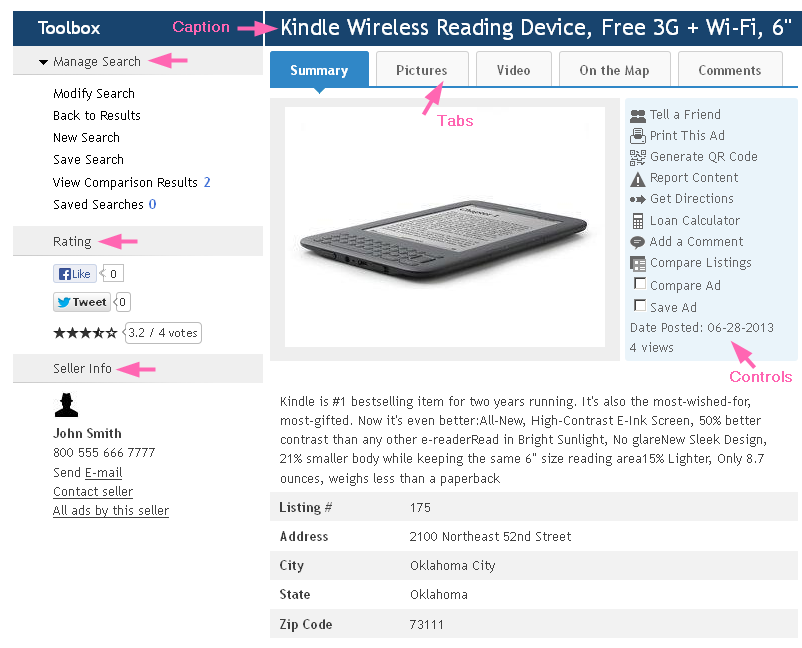 Toolbox
Caption
Kindle Wireless Reading Device, Free 3G + Wi-Fi, 6"
Manage Search
Modify Search
Back to Results
New Search
Save Search
View Comparison Results 2
Saved Searches 0
Rating
Like 0
Tweet 0
3.2 / 4 votes
Seller Info
John Smith
800 555 666 7777
Send E-mail
Contact seller
All ads by this seller
Summary
Pictures
Video
On the Map
Comments
Tabs
Chapter 1
Tell a Friend
Print This Ad
Generate QR Code
Report Content
Get Directions
Loan Calculator
Add a Comment
Compare Listings
Compare Ad
Save Ad
Date Posted: 06-28-2013
4 views
Controls
Kindle is #1 bestselling item for two years running. It's also the most-wished-for,
most-gifted. Now it's even better:All-New, High-Contrast E-Ink Screen, 50% better
contrast than any other e-readerRead in Bright Sunlight, No glareNew Sleek Design,
21% smaller body while keeping the same 6" size reading area15% Lighter, Only 8.7
ounces, weighs less than a paperback
Listing # 175
Address 2100 Northeast 52nd Street
City Oklahoma City
State Oklahoma
Zip Code 73111